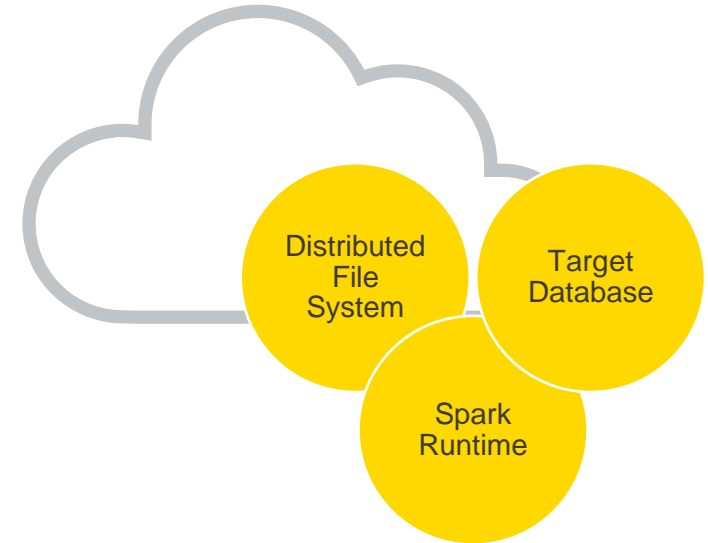 Distributed
File
System
Target
Database
Spark
Runtime